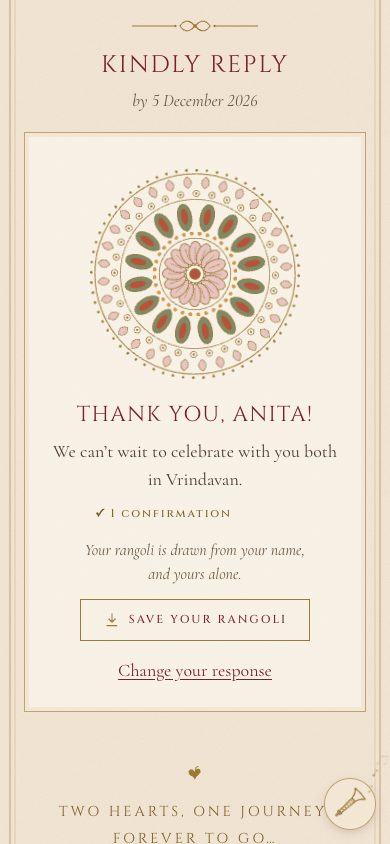 KINDLY REPLY
by 5 December 2026
THANK YOU, ANITA!
We can’t wait to celebrate with you both
in Vrindavan.
✔ 1 CONFIRMATION
Your rangoli is drawn from your name,
and yours alone.
SAVE YOUR RANGOLI
Change your response
TWO HEARTS, ONE JOURNEY
FOREVER TO GO…